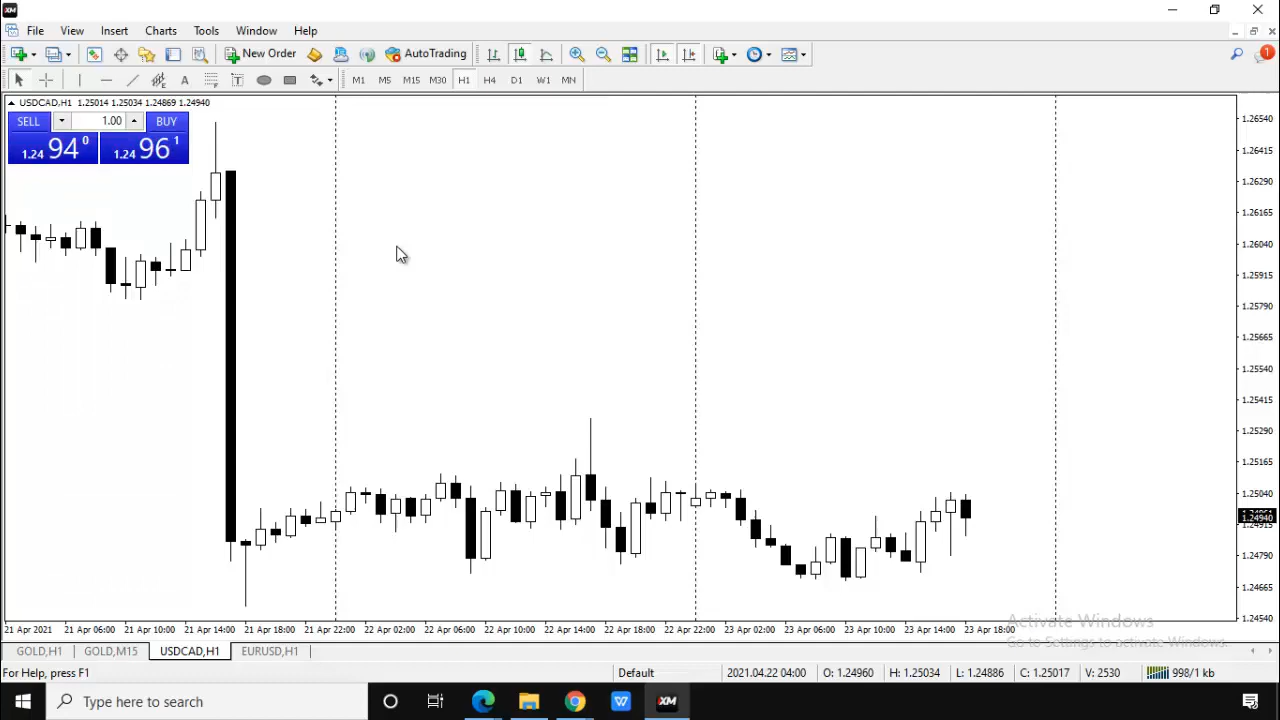 XM
File View Insert Charts Tools Window Help
New Order AutoTrading 1
A T M1 M5 M15 M30 H1 H4 D1 W1 MN
USDCAD,H1 1.25014 1.25034 1.24869 1.24940
SELL 1.00 BUY
1.24 94 0 1.24 96 1
1.26540
1.26415
1.26290
1.26165
1.26040
1.25915
1.25790
1.25665
1.25540
1.25415
1.25290
1.25165
1.25040
1.24940
1.24915
1.24790
1.24665
1.24540
21 Apr 2021 21 Apr 06:00 21 Apr 10:00 21 Apr 14:00 21 Apr 18:00 21 Apr 22:00 22 Apr 02:00 22 Apr 06:00 22 Apr 10:00 22 Apr 14:00 22 Apr 18:00 22 Apr 22:00 23 Apr 02:00 23 Apr 06:00 23 Apr 10:00 23 Apr 14:00 23 Apr 18:00
Activate Windows
Go to Settings to activate Windows.
GOLD,H1 GOLD,M15 USDCAD,H1 EURUSD,H1
For Help, press F1 Default 2021.04.22 04:00 O: 1.24960 H: 1.25034 L: 1.24886 C: 1.25017 V: 2530 998/1 kb
Type here to search XM